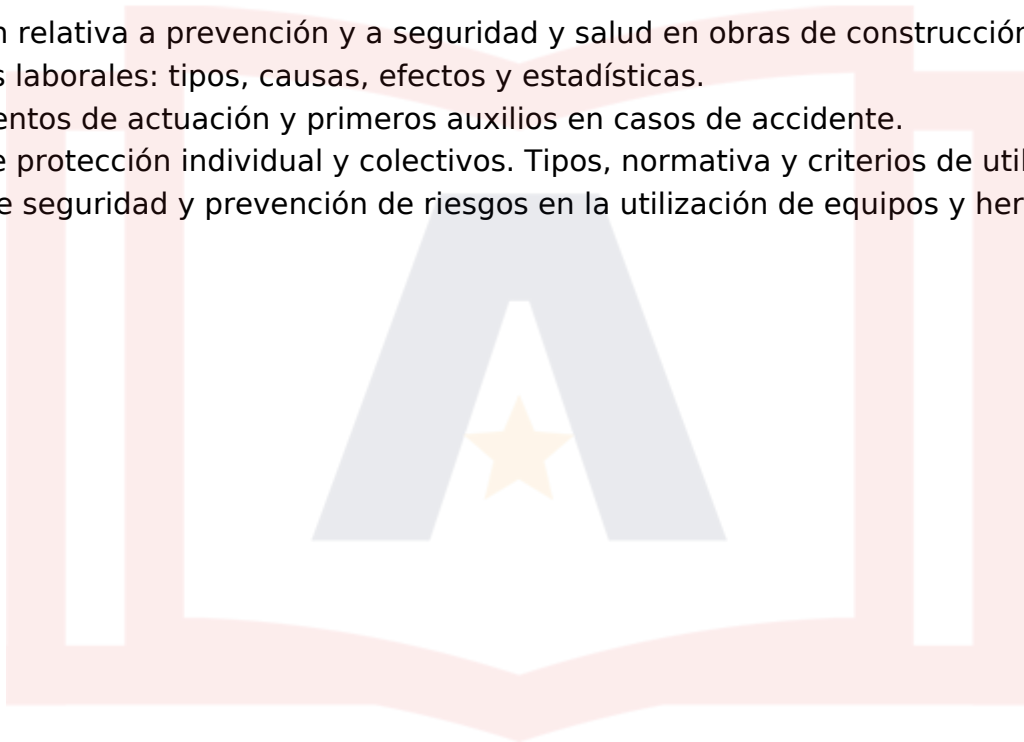 n relativa a prevención y a seguridad y salud en obras de construcción
s laborales: tipos, causas, efectos y estadísticas.
entos de actuación y primeros auxilios en casos de accidente.
e protección individual y colectivos. Tipos, normativa y criterios de util
e seguridad y prevención de riesgos en la utilización de equipos y her